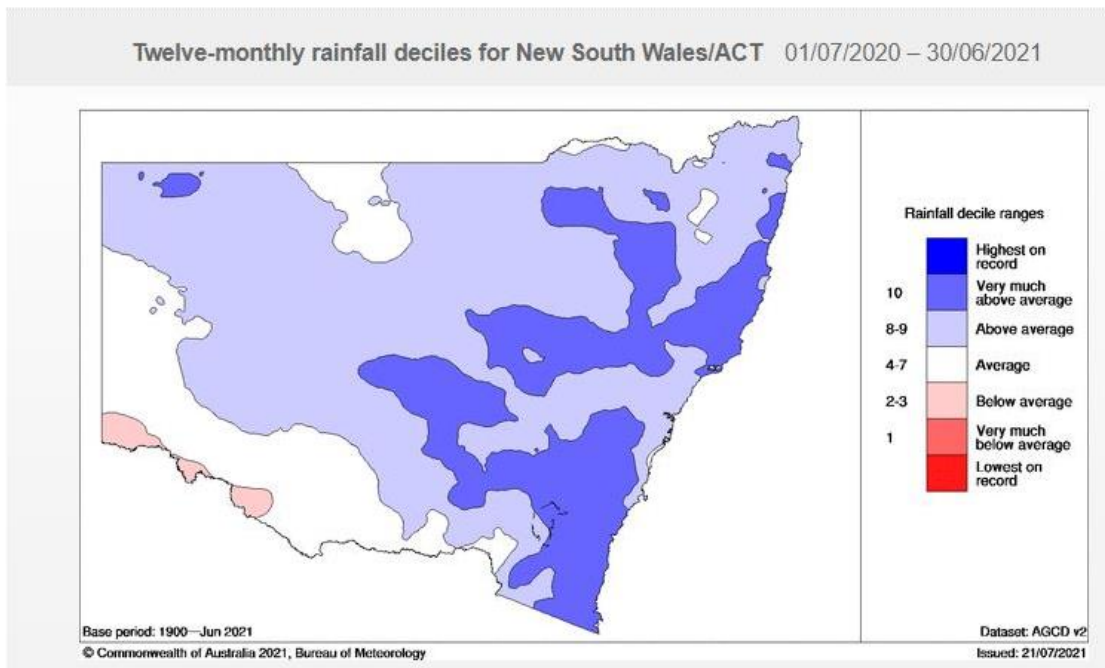 Twelve-monthly rainfall deciles for New South Wales/ACT 01/07/2020 – 30/06/2021
Rainfall decile ranges
Highest on
record
10 Very much
above average
8-9 Above average
4-7 Average
2-3 Below average
1 Very much
below average
Lowest on
record
Base period: 1900—Jun 2021
Dataset: AGCD v2
© Commonwealth of Australia 2021, Bureau of Meteorology
Issued: 21/07/2021